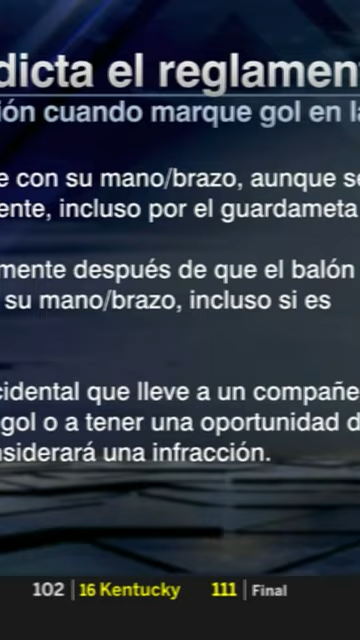 dicta el reglamen
ión cuando marque gol en la
e con su mano/brazo, aunque se
ente, incluso por el guardameta
mente después de que el balón
su mano/brazo, incluso si es
cidental que lleve a un compañe
gol o a tener una oportunidad d
nsiderará una infracción.
102 16 Kentucky 111 Final